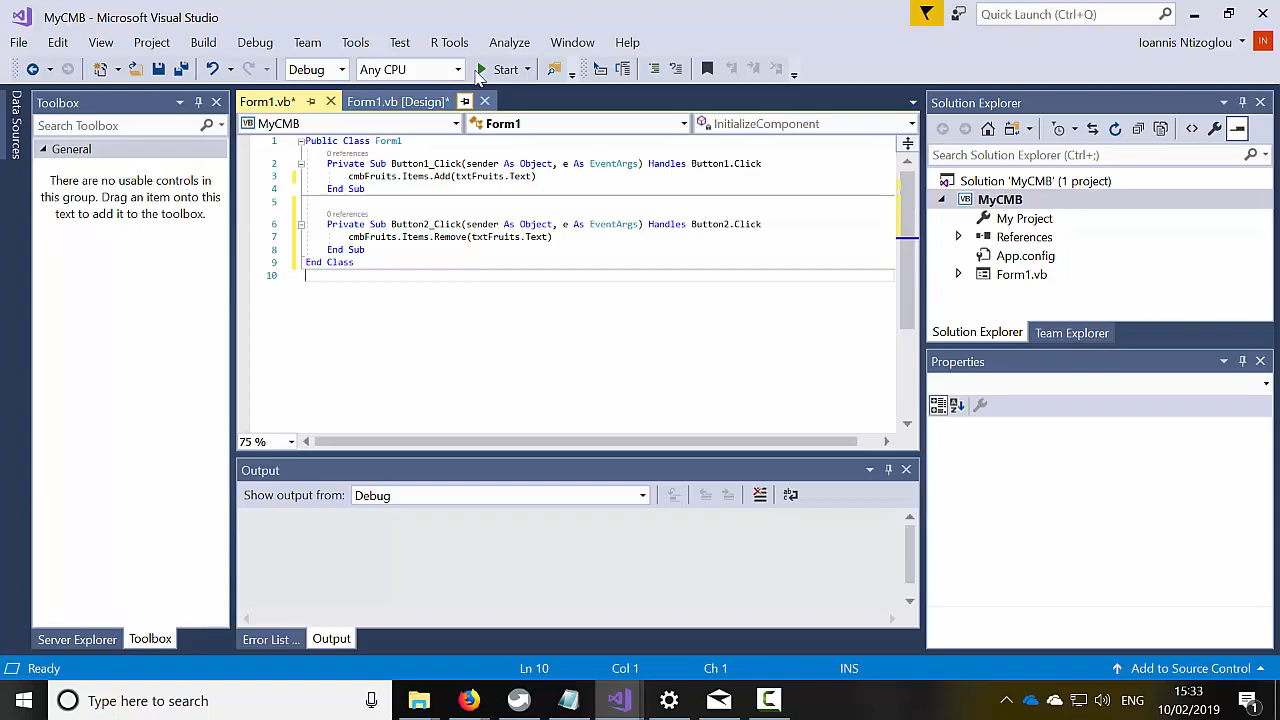 MyCMB - Microsoft Visual Studio
Quick Launch (Ctrl+Q)
File Edit View Project Build Debug Team Tools Test R Tools Analyze Window Help
Ioannis Ntizoglou
IN
Debug
Any CPU
Start
Data Sources
Toolbox
Search Toolbox
General
There are no usable controls in
this group. Drag an item onto this
text to add it to the toolbox.
Server Explorer
Toolbox
Form1.vb*
Form1.vb [Design]*
VB MyCMB
Form1
InitializeComponent
1 Public Class Form1
0 references
2 Private Sub Button1_Click(sender As Object, e As EventArgs) Handles Button1.Click
3 cmbFruits.Items.Add(txtFruits.Text)
4 End Sub
5
0 references
6 Private Sub Button2_Click(sender As Object, e As EventArgs) Handles Button2.Click
7 cmbFruits.Items.Remove(txtFruits.Text)
8 End Sub
9 End Class
10
75 %
Output
Show output from:
Debug
Error List ...
Output
Solution Explorer
Search Solution Explorer (Ctrl+;)
Solution 'MyCMB' (1 project)
VB MyCMB
My Project
References
App.config
Form1.vb
Solution Explorer
Team Explorer
Properties
Ready
Ln 10
Col 1
Ch 1
INS
Add to Source Control
Type here to search
ENG
15:33
10/02/2019
1